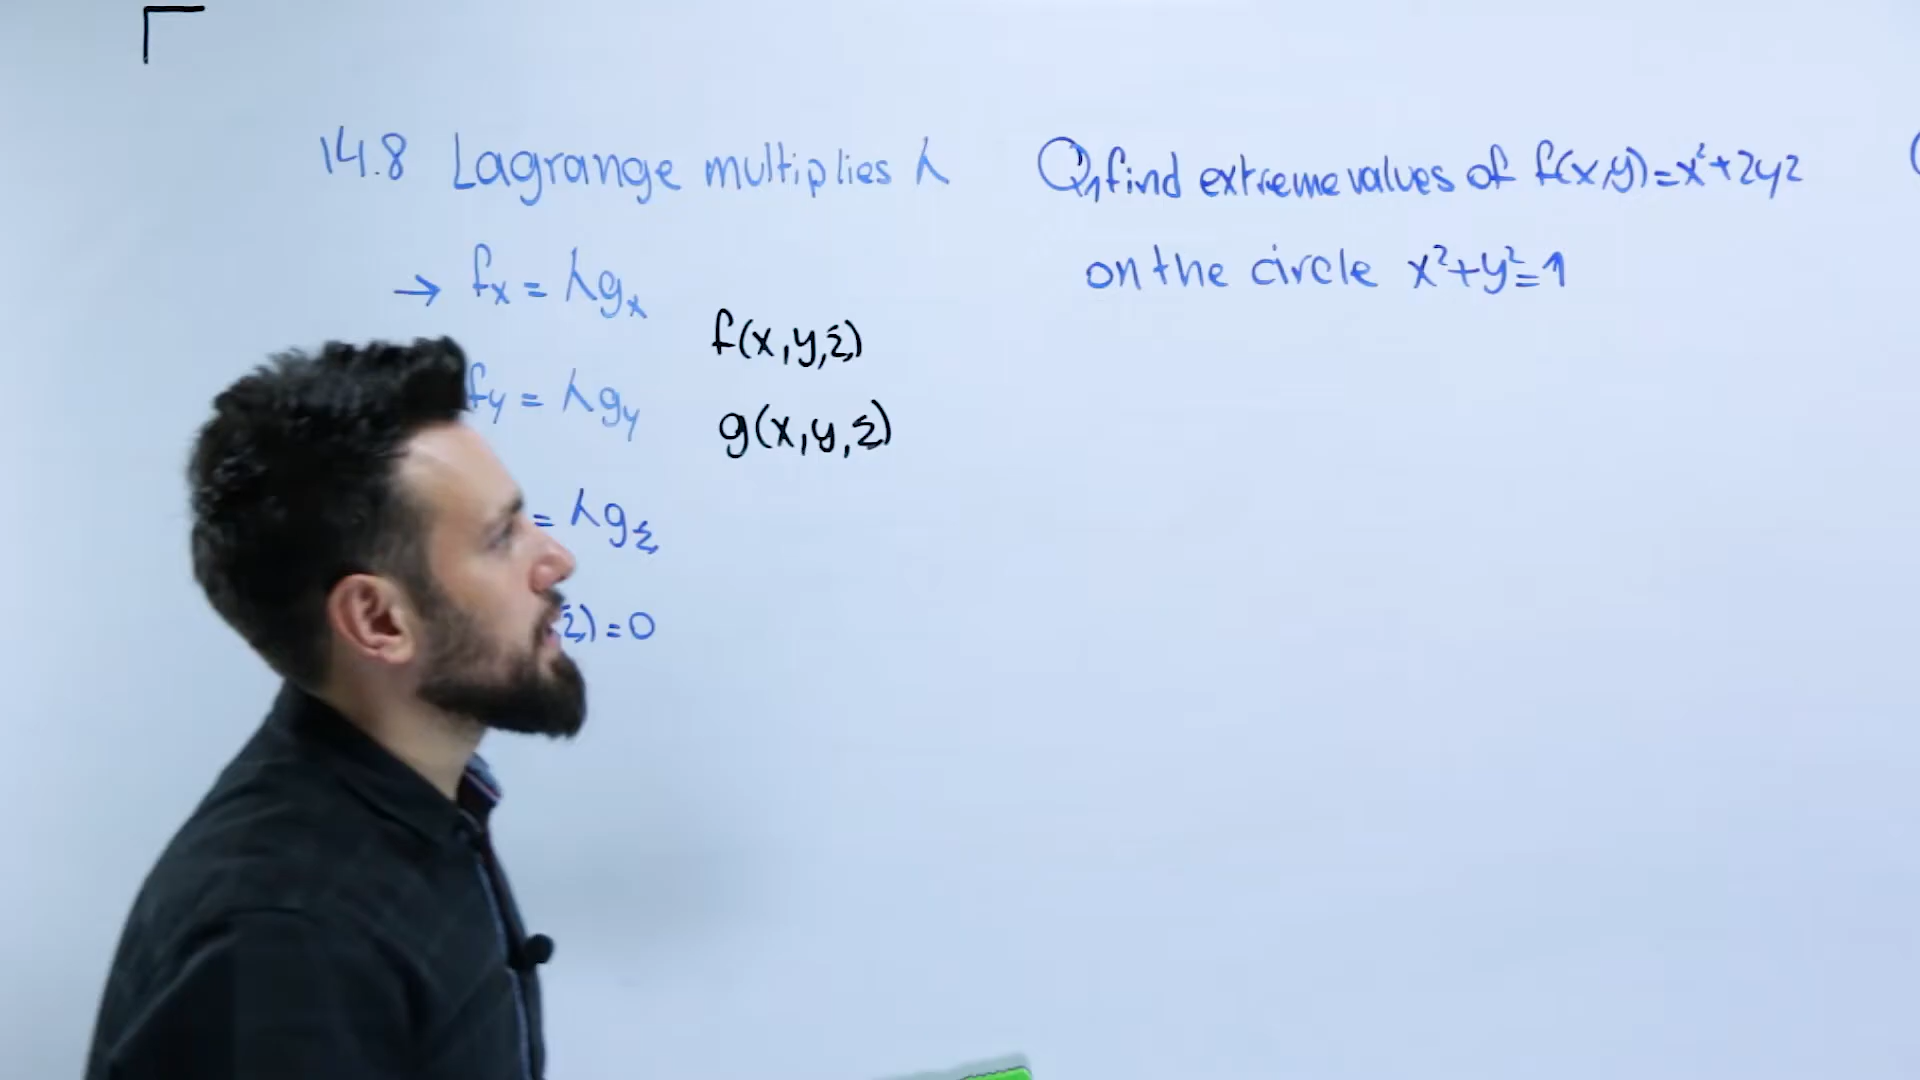 14.8 Lagrange multiplies λ
→ fx = λgx
fy = λgy
= λgz
z) = 0
f(x,y,z)
g(x,y,z)
Q1 find extreme values of f(x,y)=x²+2y2
on the circle x²+y²=1